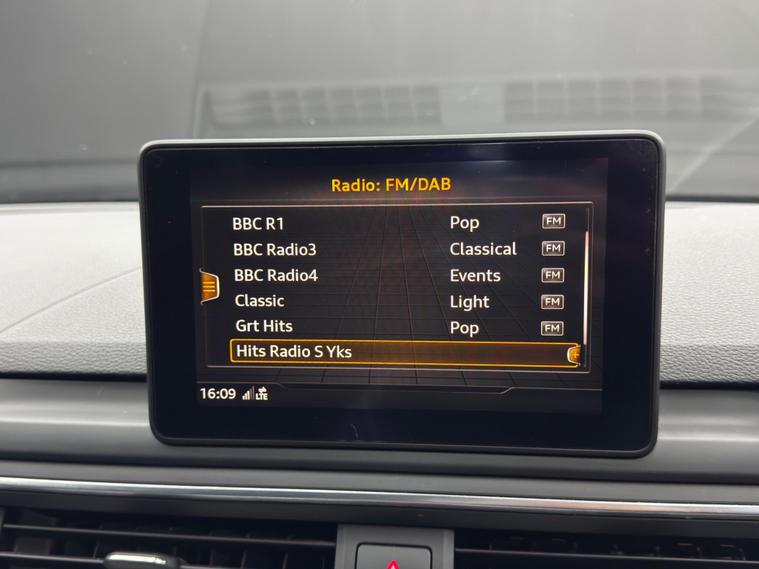 Radio: FM/DAB
BBC R1 Pop FM
BBC Radio3 Classical FM
BBC Radio4 Events FM
Classic Light FM
Grt Hits Pop FM
Hits Radio S Yks
16:09 LTE